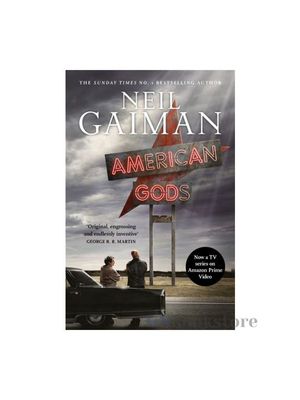 THE SUNDAY TIMES NO. 1 BESTSELLING AUTHOR
NEIL
GAIMAN
AMERICAN
GODS
'Original, engrossing
and endlessly inventive'
GEORGE R. R. MARTIN
Now a TV
series on
Amazon Prime
Video
store